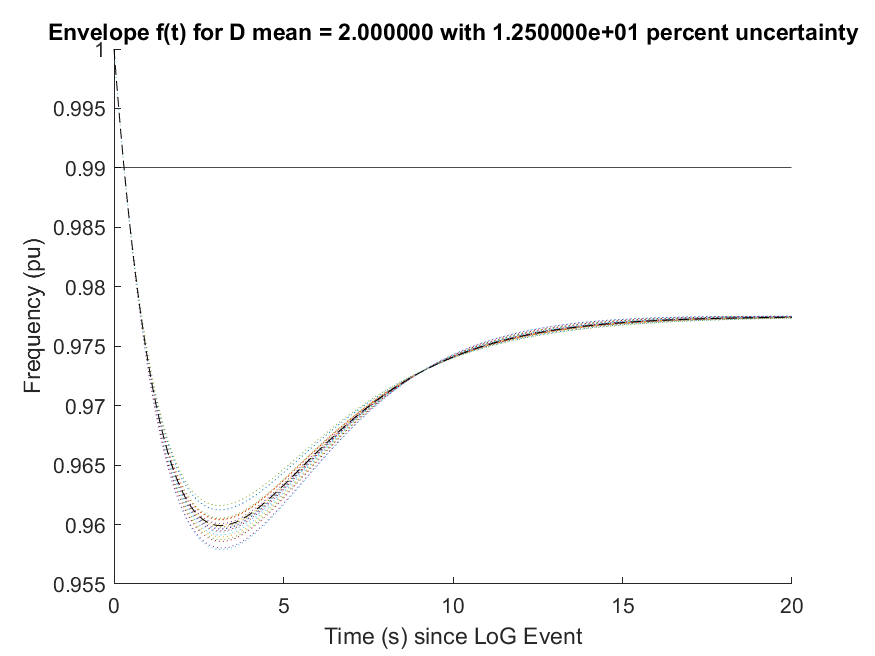 Envelope f(t) for D mean = 2.000000 with 1.250000e+01 percent uncertainty
1
0.995
0.99
0.985
0.98
0.975
0.97
0.965
0.96
0.955
Frequency (pu)
0 5 10 15 20
Time (s) since LoG Event